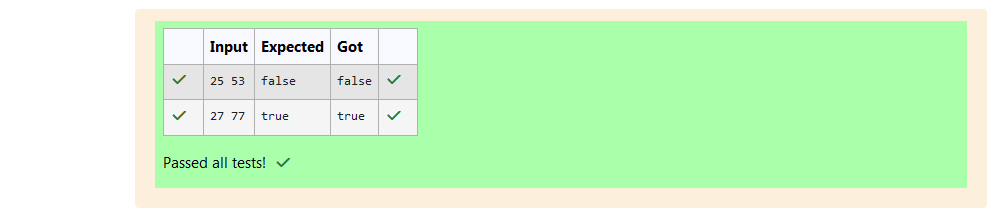 Input Expected Got
25 53 false false
27 77 true true
Passed all tests!